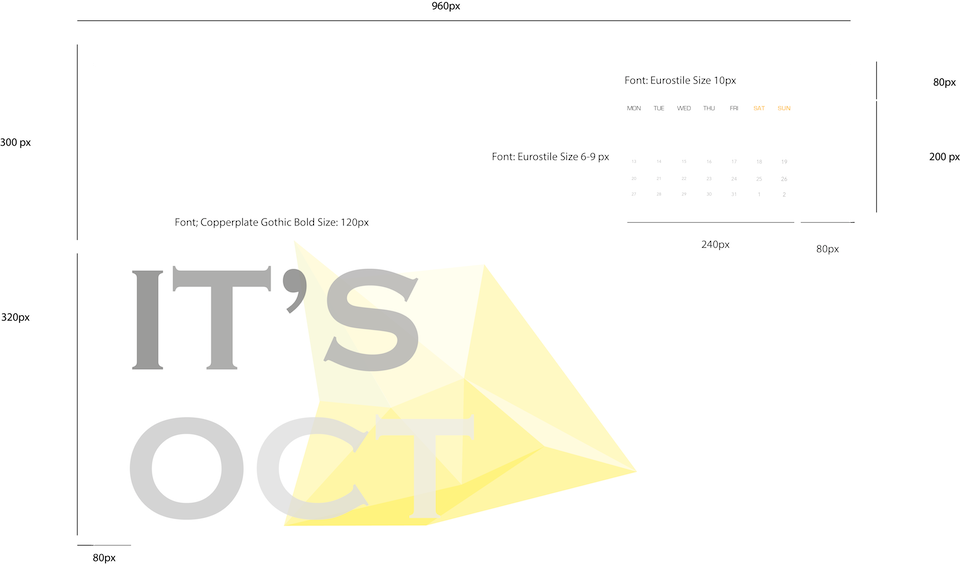 960px
Font: Eurostile Size 10px
80px
MON TUE WED THU FRI SAT SUN
300 px
Font: Eurostile Size 6-9 px
200 px
13 14 15 16 17 18 19
20 21 22 23 24 25 26
27 28 29 30 31 1 2
Font; Copperplate Gothic Bold Size: 120px
240px
80px
IT’S
320px
OCT
80px